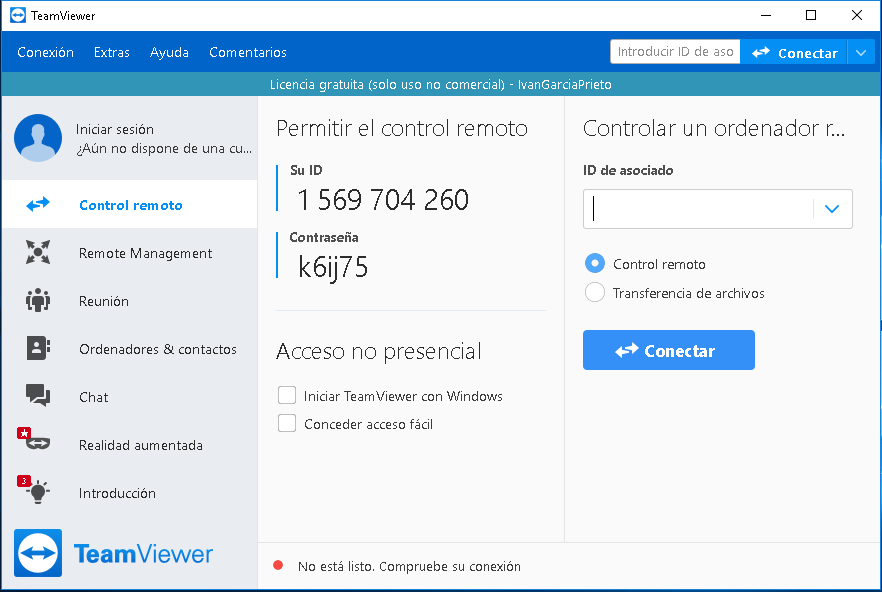 TeamViewer
Conexión Extras Ayuda Comentarios
Introducir ID de aso
Conectar
Licencia gratuita (solo uso no comercial) - IvanGarciaPrieto
Iniciar sesión
¿Aún no dispone de una cu...
Control remoto
Remote Management
Reunión
Ordenadores & contactos
Chat
Realidad aumentada
3
Introducción
TeamViewer
Permitir el control remoto
Su ID
1 569 704 260
Contraseña
k6ij75
Acceso no presencial
Iniciar TeamViewer con Windows
Conceder acceso fácil
Controlar un ordenador r...
ID de asociado
Control remoto
Transferencia de archivos
Conectar
No está listo. Compruebe su conexión